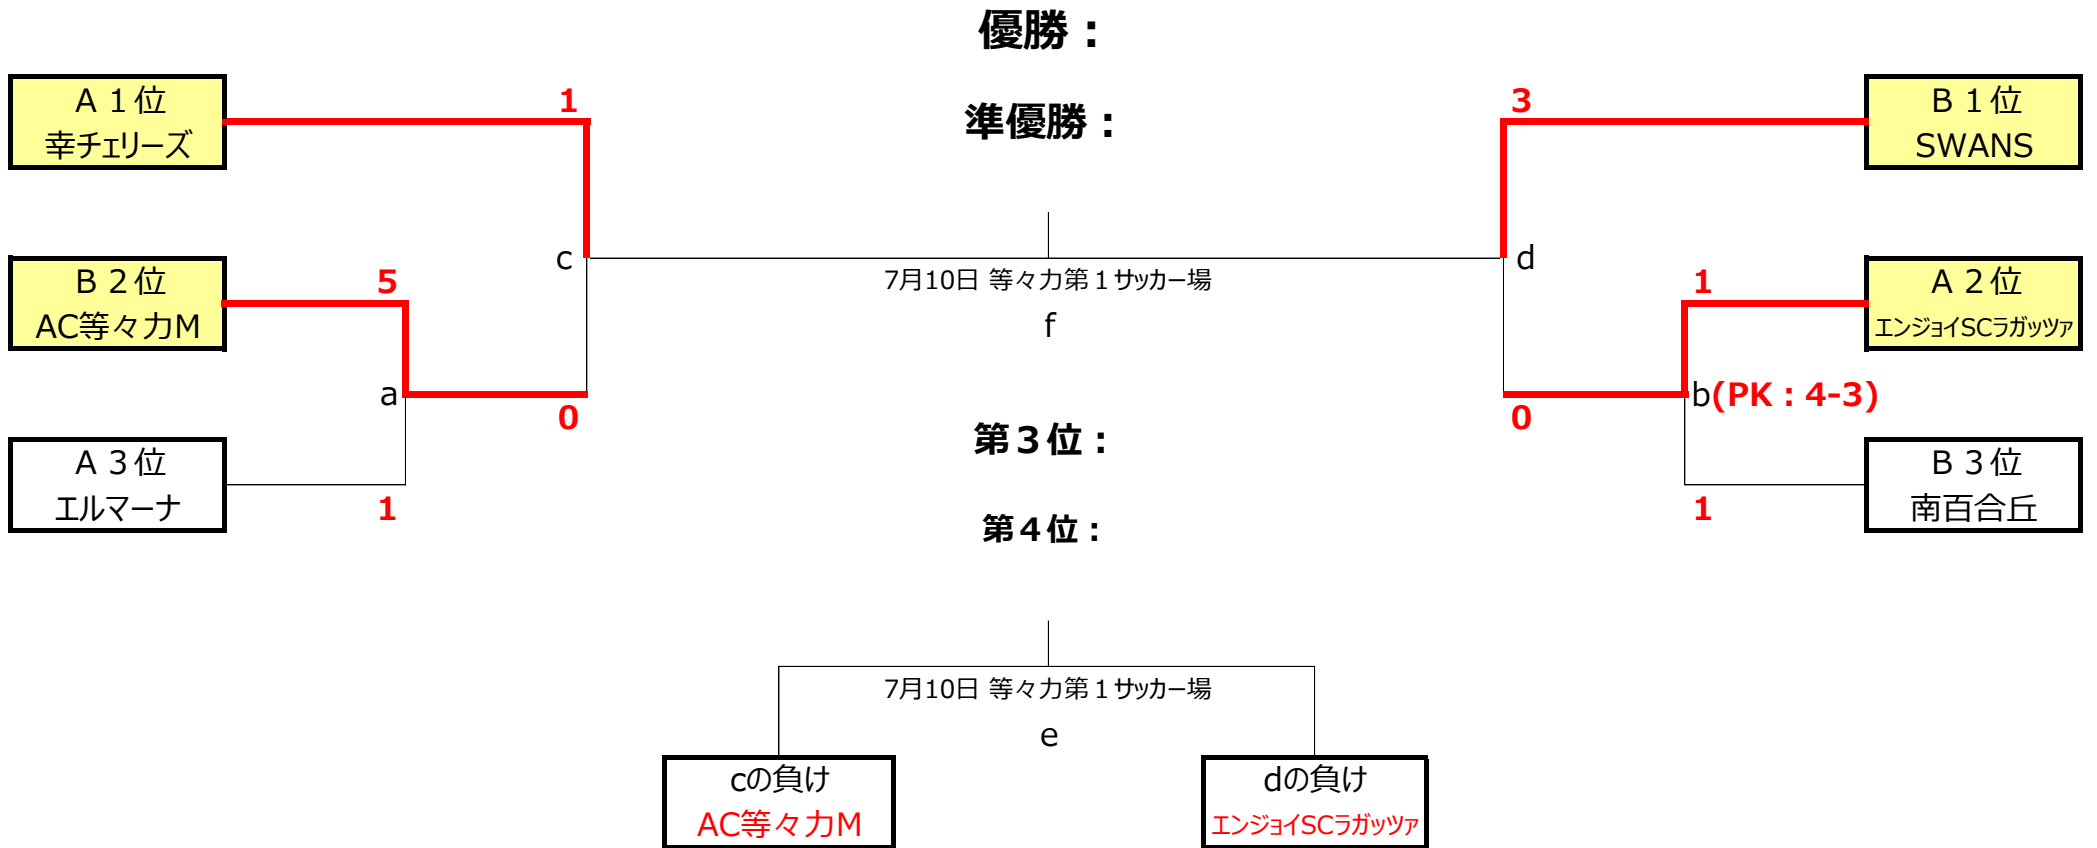 優勝：
準優勝：
A１位
幸チェリーズ
1
3
B１位
SWANS
B２位
AC等々力M
5
c
7月10日 等々力第１サッカー場
f
d
1
A２位
エンジョイSCラガッツァ
a
0
0
b(PK：4-3)
A３位
エルマーナ
1
第３位：
第４位：
1
B３位
南百合丘
7月10日 等々力第１サッカー場
e
cの負け
AC等々力M
dの負け
エンジョイSCラガッツァ